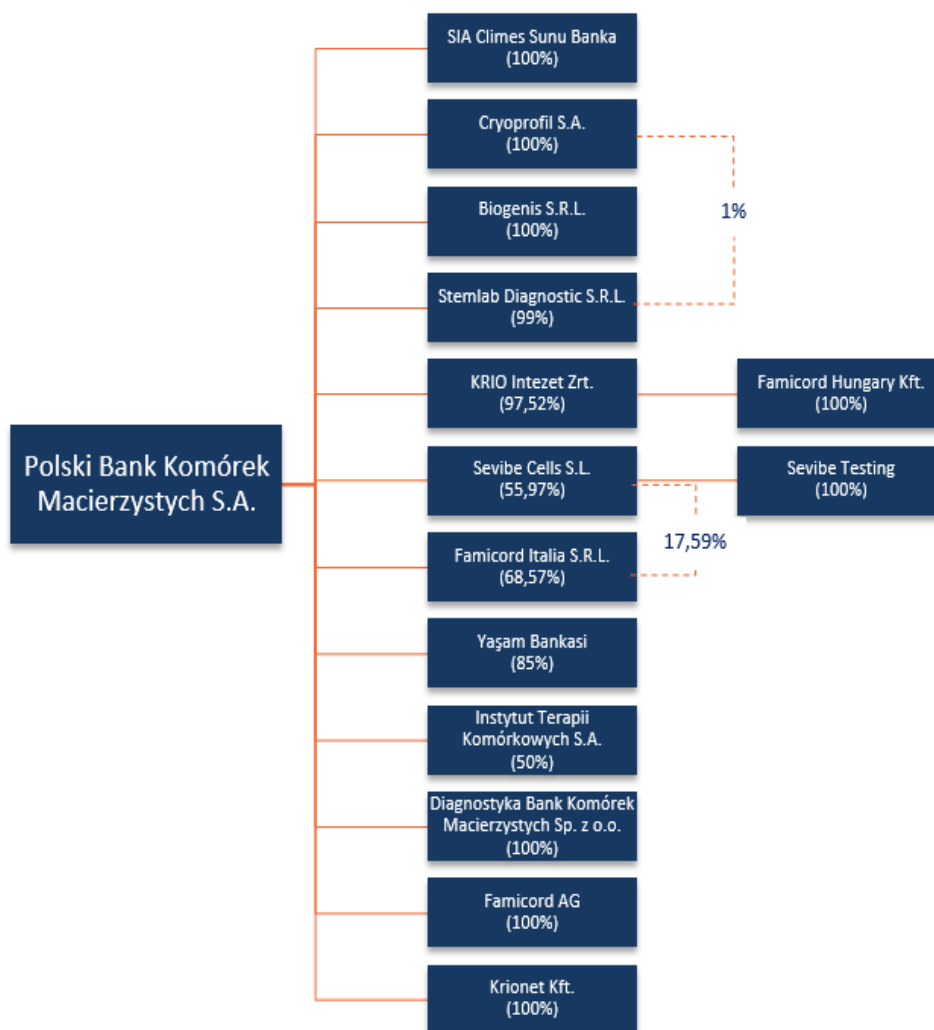 SIA Climes Sunu Banka
(100%)
Cryoprofil S.A.
(100%)
1%
Biogenis S.R.L.
(100%)
Stemlab Diagnostic S.R.L.
(99%)
KRIO Intezet Zrt.
(97,52%)
Famicord Hungary Kft.
(100%)
Polski Bank Komórek
Macierzystych S.A.
Sevibe Cells S.L.
(55,97%)
Sevibe Testing
(100%)
17,59%
Famicord Italia S.R.L.
(68,57%)
Yaşam Bankasi
(85%)
Instytut Terapii
Komórkowych S.A.
(50%)
Diagnostyka Bank Komórek
Macierzystych Sp. z o.o.
(100%)
Famicord AG
(100%)
Krionet Kft.
(100%)